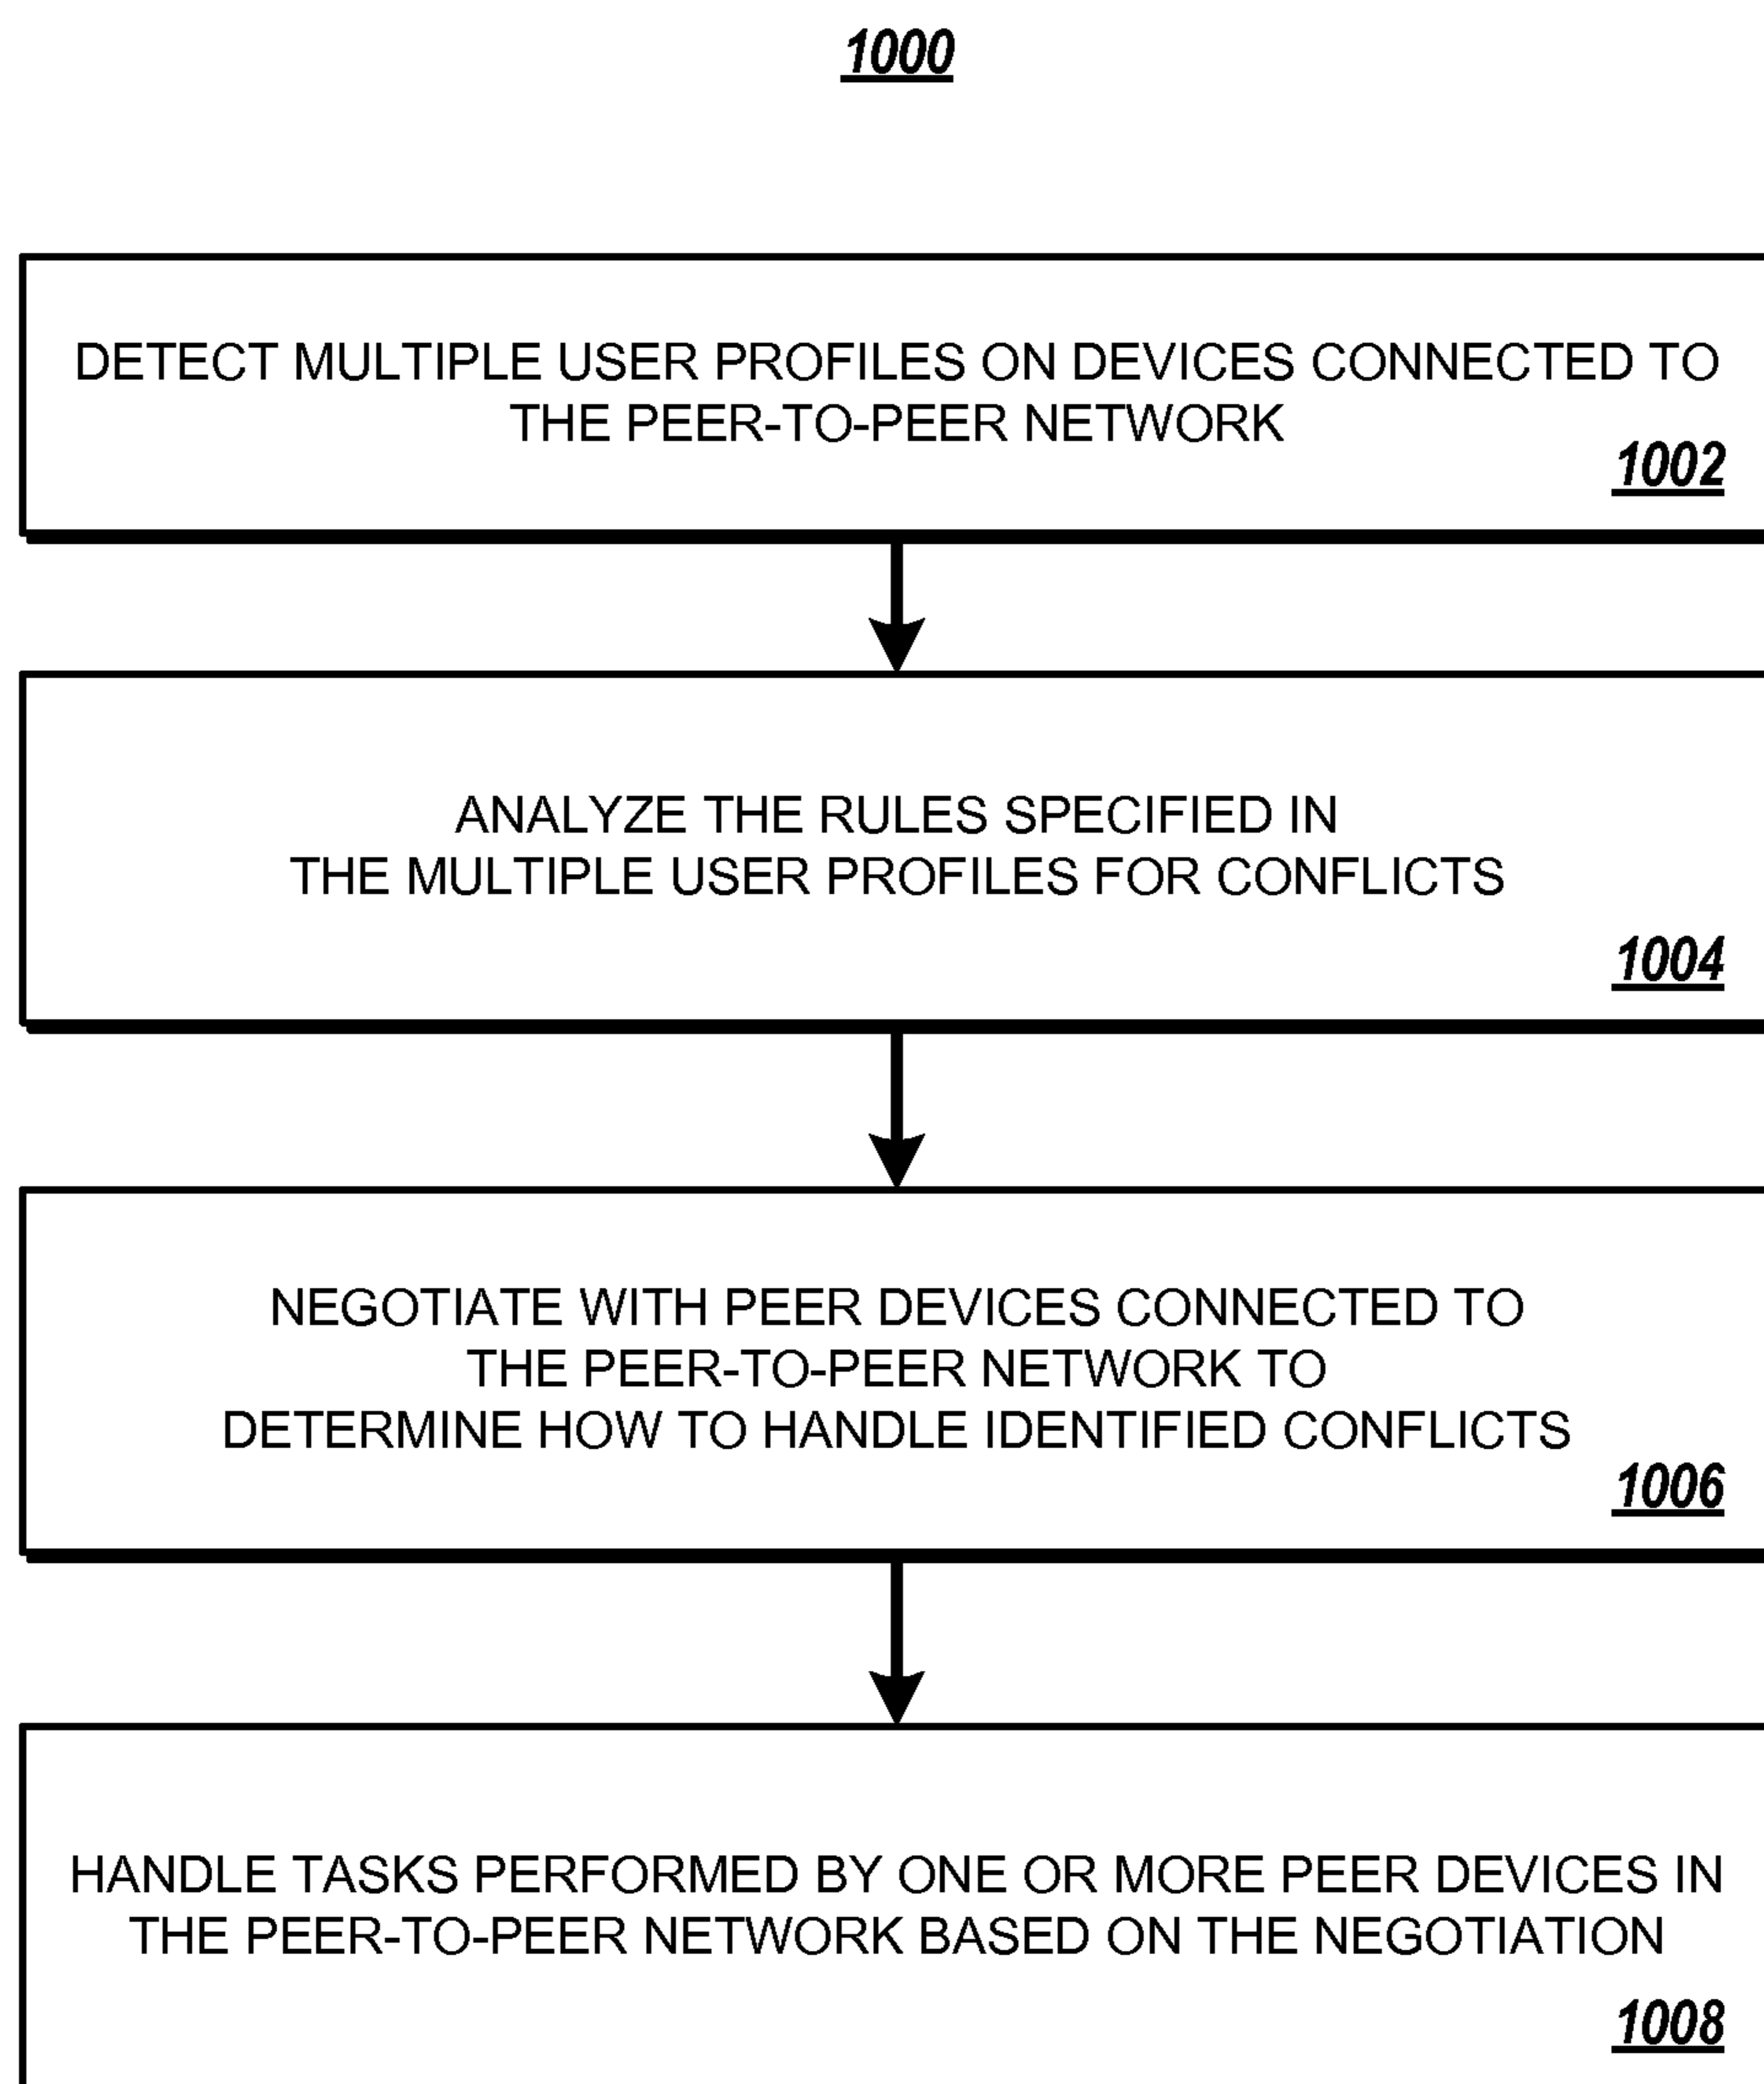 1000
DETECT MULTIPLE USER PROFILES ON DEVICES CONNECTED TO
THE PEER-TO-PEER NETWORK
1002
ANALYZE THE RULES SPECIFIED IN
THE MULTIPLE USER PROFILES FOR CONFLICTS
1004
NEGOTIATE WITH PEER DEVICES CONNECTED TO
THE PEER-TO-PEER NETWORK TO
DETERMINE HOW TO HANDLE IDENTIFIED CONFLICTS
1006
HANDLE TASKS PERFORMED BY ONE OR MORE PEER DEVICES IN
THE PEER-TO-PEER NETWORK BASED ON THE NEGOTIATION
1008